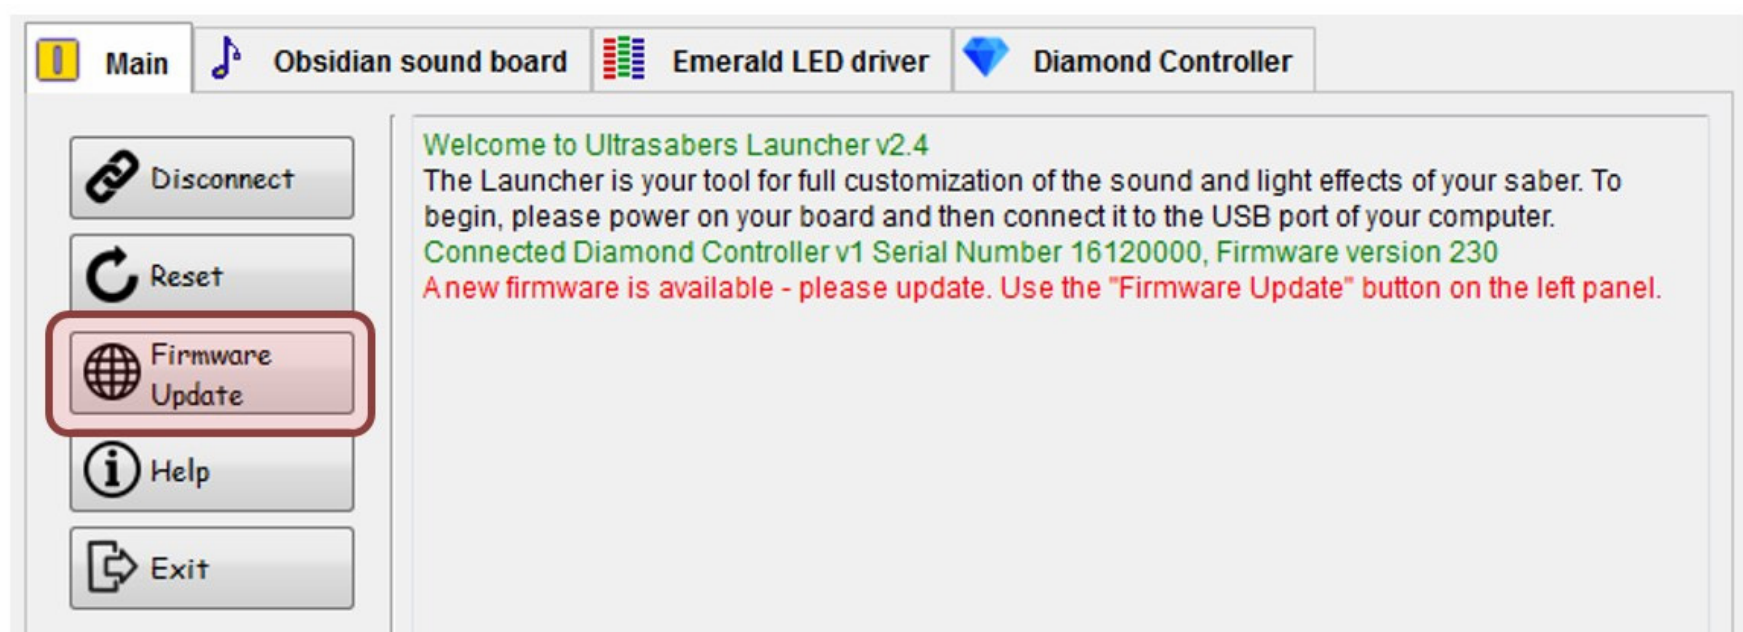 Main
Obsidian sound board
Emerald LED driver
Diamond Controller
Disconnect
Reset
Firmware
Update
Help
Exit
Welcome to Ultrasabers Launcher v2.4
The Launcher is your tool for full customization of the sound and light effects of your saber. To
begin, please power on your board and then connect it to the USB port of your computer.
Connected Diamond Controller v1 Serial Number 16120000, Firmware version 230
A new firmware is available - please update. Use the "Firmware Update" button on the left panel.